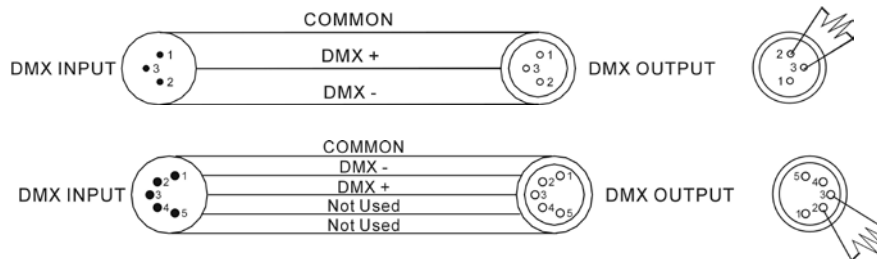 COMMON
DMX INPUT
1
3
2
DMX +
DMX -
1
3
2
DMX OUTPUT
2
3
1
COMMON
DMX -
DMX +
Not Used
Not Used
DMX INPUT
1
2
3
4
5
1
2
3
4
5
DMX OUTPUT
5
4
3
2
1